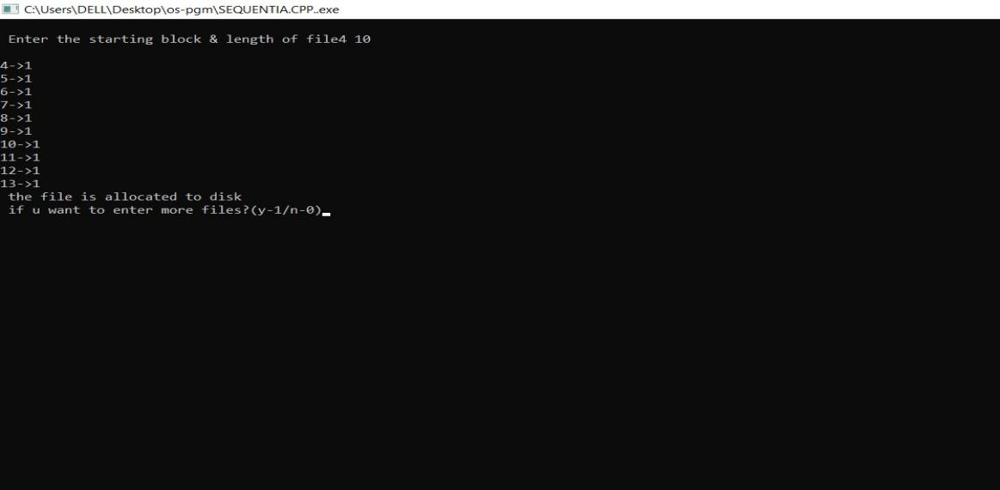 C:\Users\DELL\Desktop\os-pgm\SEQUENTIA.CPP..exe
Enter the starting block & length of file4 10
4->1
5->1
6->1
7->1
8->1
9->1
10->1
11->1
12->1
13->1
the file is allocated to disk
if u want to enter more files?(y-1/n-0)